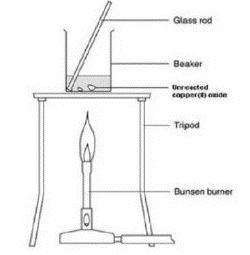 Glass rod
Beaker
Unreacted
copper(II) oxide
Tripod
Bunsen burner